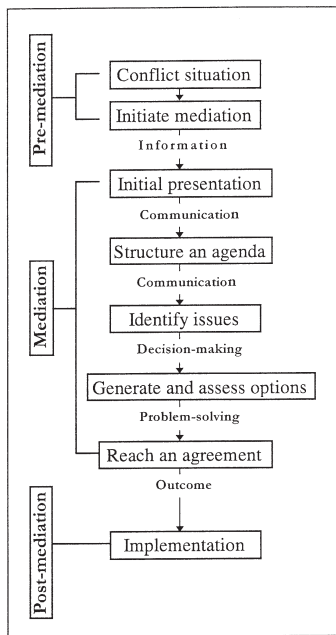 Pre-mediation
Conflict situation
Initiate mediation
Information
Mediation
Initial presentation
Communication
Structure an agenda
Communication
Identify issues
Decision-making
Generate and assess options
Problem-solving
Reach an agreement
Outcome
Post-mediation
Implementation